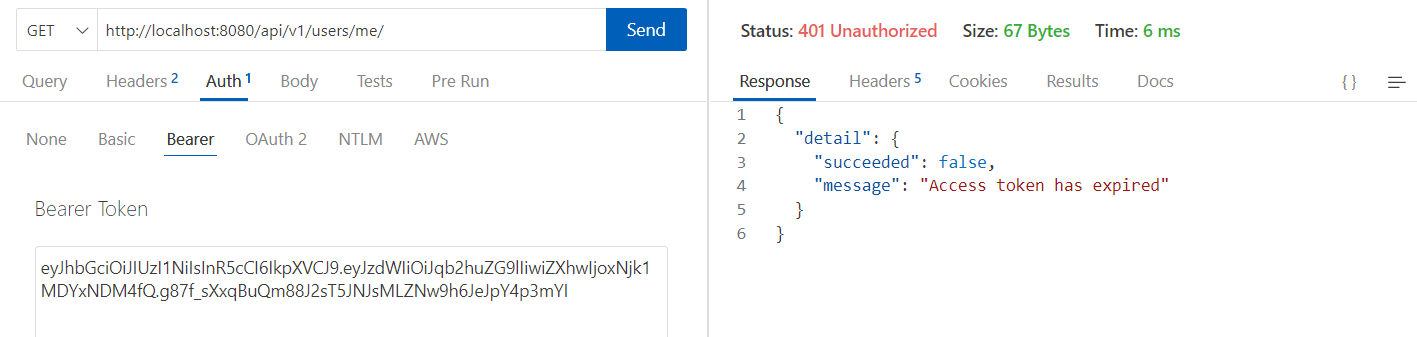 GET http://localhost:8080/api/v1/users/me/ Send
Query Headers 2 Auth 1 Body Tests Pre Run
None Basic Bearer OAuth 2 NTLM AWS
Bearer Token
eyJhbGciOiJIUzI1NiIsInR5cCI6IkpXVCJ9.eyJzdWIiOiJqb2huZG9lIiwiZXhwIjoxNjk1
MDYxNDM4fQ.g87f_sXxqBuQm88J2sT5JNJsMLZNw9h6JeJpY4p3mYI
Status: 401 Unauthorized Size: 67 Bytes Time: 6 ms
Response Headers 5 Cookies Results Docs { }
1 {
2 "detail": {
3 "succeeded": false,
4 "message": "Access token has expired"
5 }
6 }